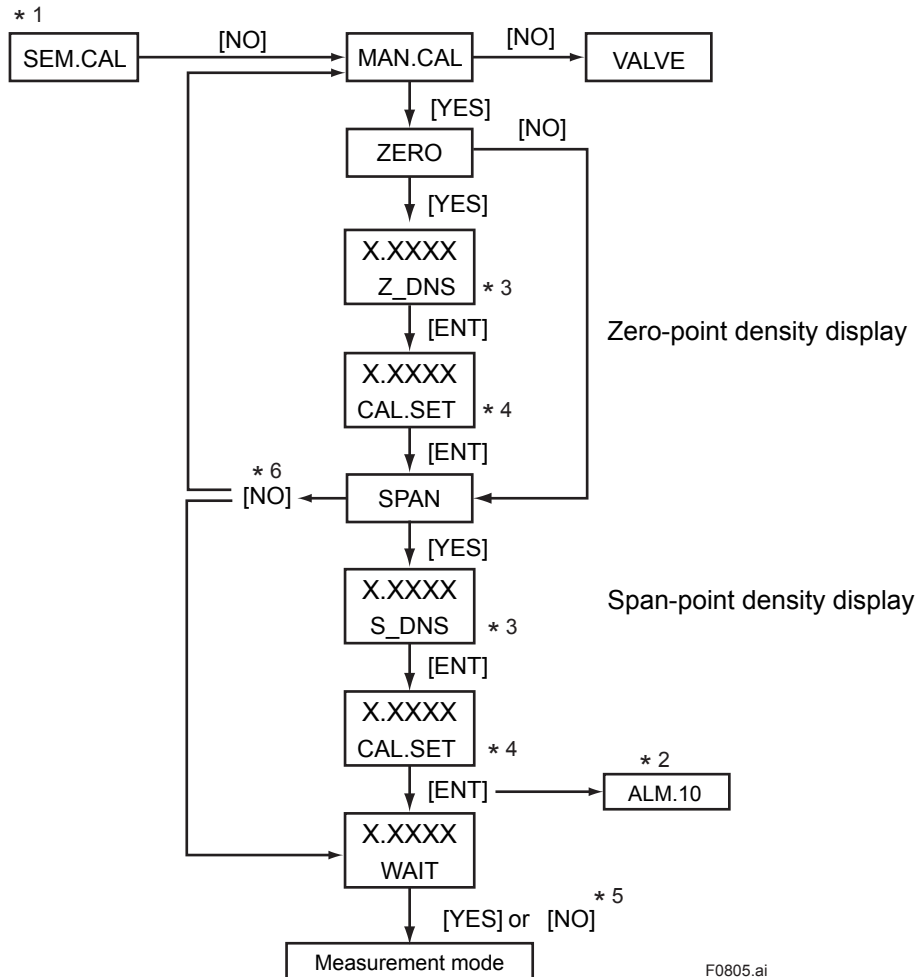 * 1
SEM.CAL
[NO]
MAN.CAL
[NO]
VALVE
[YES]
[NO]
ZERO
[YES]
X.XXXX
Z_DNS
* 3
[ENT]
Zero-point density display
X.XXXX
CAL.SET
* 4
[ENT]
* 6
[NO]
SPAN
[YES]
X.XXXX
S_DNS
* 3
Span-point density display
[ENT]
X.XXXX
CAL.SET
* 4
* 2
[ENT]
ALM.10
X.XXXX
WAIT
[YES] or [NO] * 5
Measurement mode
F0805.ai